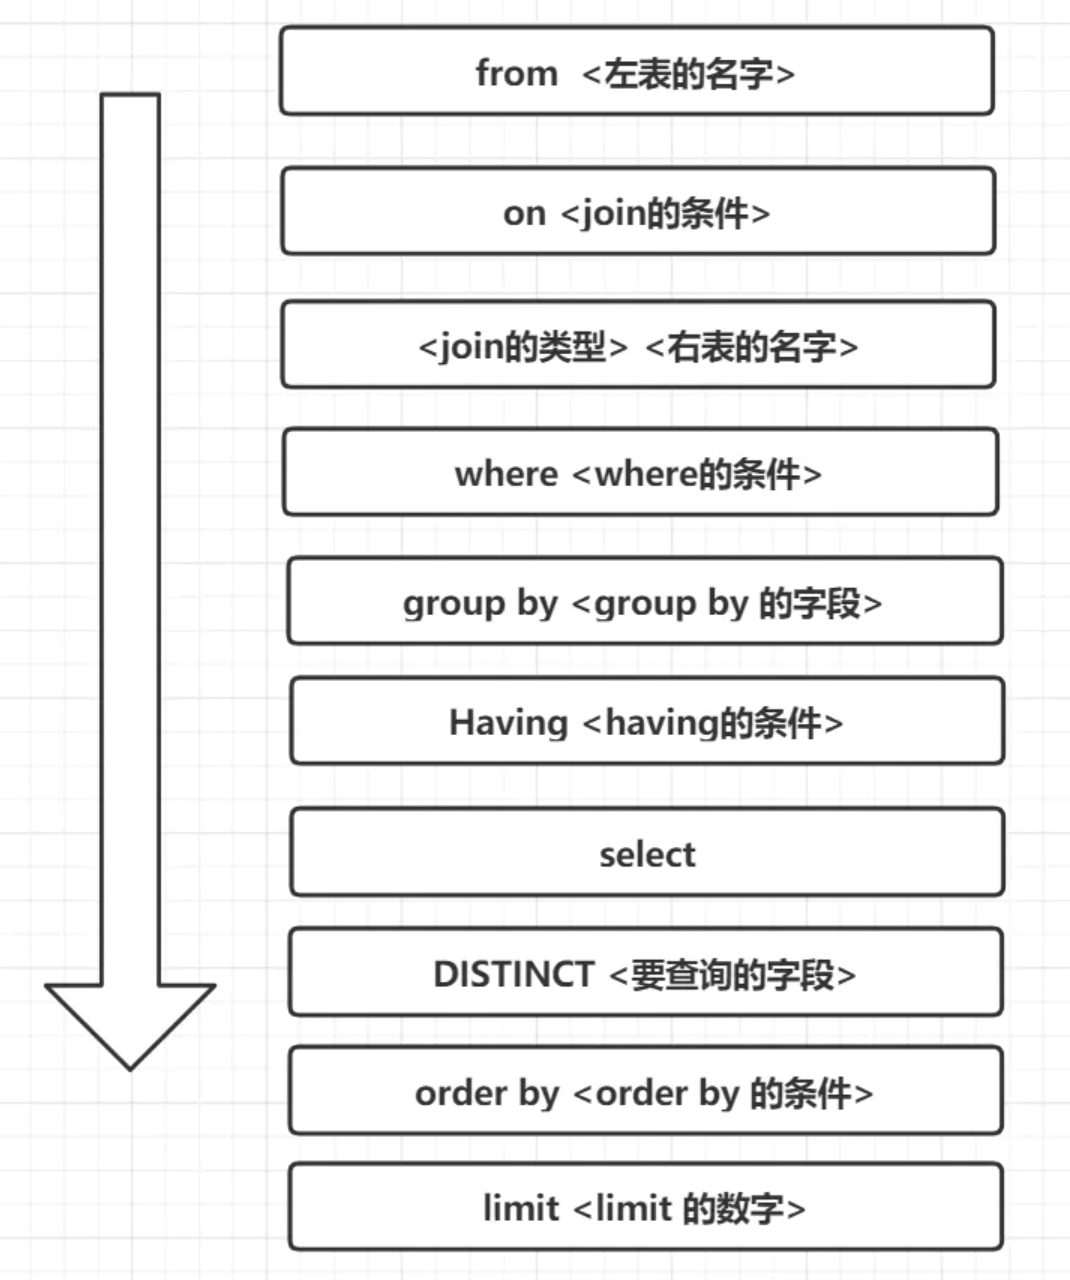 from <左表的名字>
on <join的条件>
<join的类型> <右表的名字>
where <where的条件>
group by <group by 的字段>
Having <having的条件>
select
DISTINCT <要查询的字段>
order by <order by 的条件>
limit <limit 的数字>